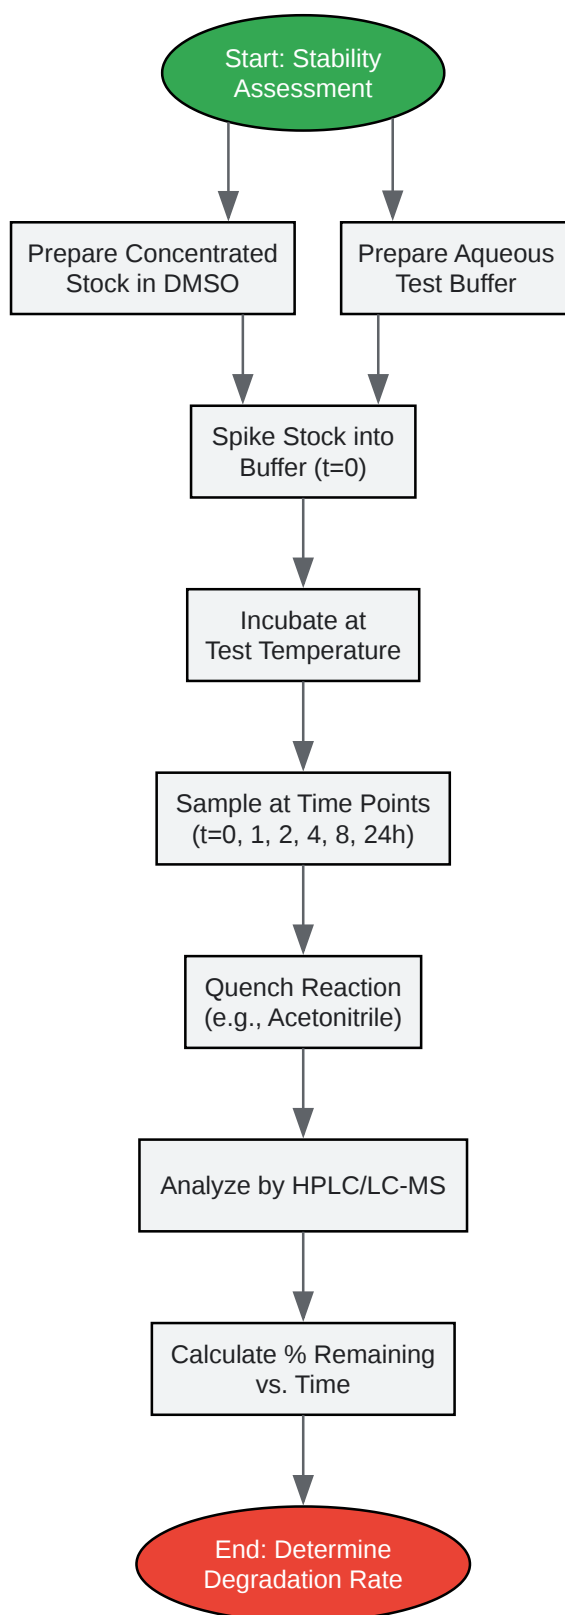 Start: Stability
Assessment
Prepare Concentrated
Stock in DMSO
Prepare Aqueous
Test Buffer
Spike Stock into
Buffer (t=0)
Incubate at
Test Temperature
Sample at Time Points
(t=0, 1, 2, 4, 8, 24h)
Quench Reaction
(e.g., Acetonitrile)
Analyze by HPLC/LC-MS
Calculate % Remaining
vs. Time
End: Determine
Degradation Rate